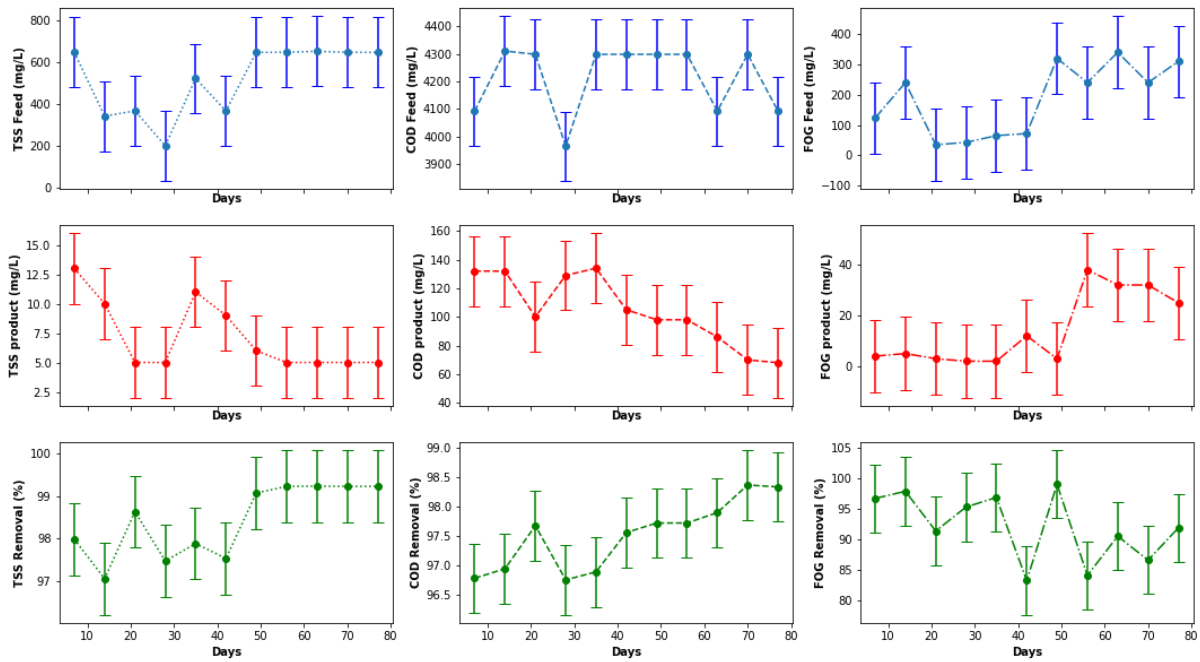 TSS Feed (mg/L)
800
600
400
200
0
Days
COD Feed (mg/L)
4400
4300
4200
4100
4000
3900
Days
FOG Feed (mg/L)
400
300
200
100
0
−100
Days
TSS product (mg/L)
15.0
12.5
10.0
7.5
5.0
2.5
Days
COD product (mg/L)
160
140
120
100
80
60
40
Days
FOG product (mg/L)
40
20
0
Days
TSS Removal (%)
100
99
98
97
10 20 30 40 50 60 70 80
Days
COD Removal (%)
99.0
98.5
98.0
97.5
97.0
96.5
10 20 30 40 50 60 70 80
Days
FOG Removal (%)
105
100
95
90
85
80
10 20 30 40 50 60 70 80
Days